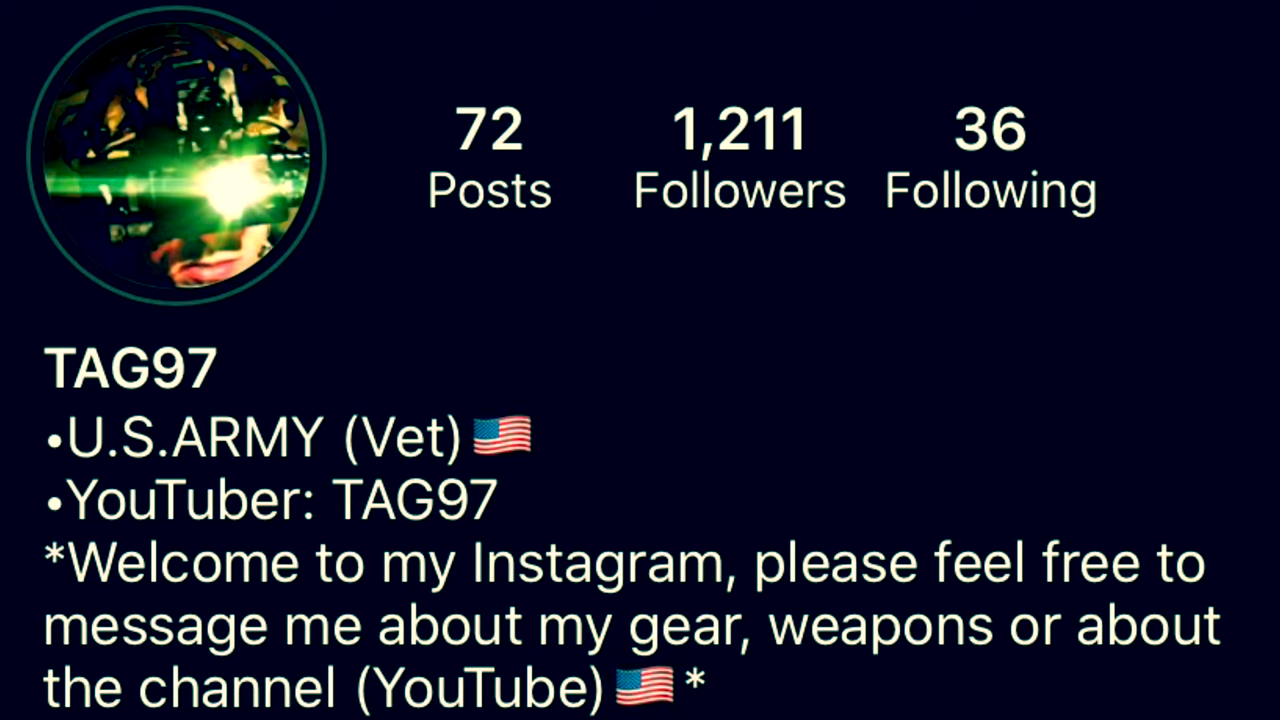 72 1,211 36
Posts Followers Following
TAG97
•U.S.ARMY (Vet)🇺🇸
•YouTuber: TAG97
*Welcome to my Instagram, please feel free to
message me about my gear, weapons or about
the channel (YouTube)🇺🇸*